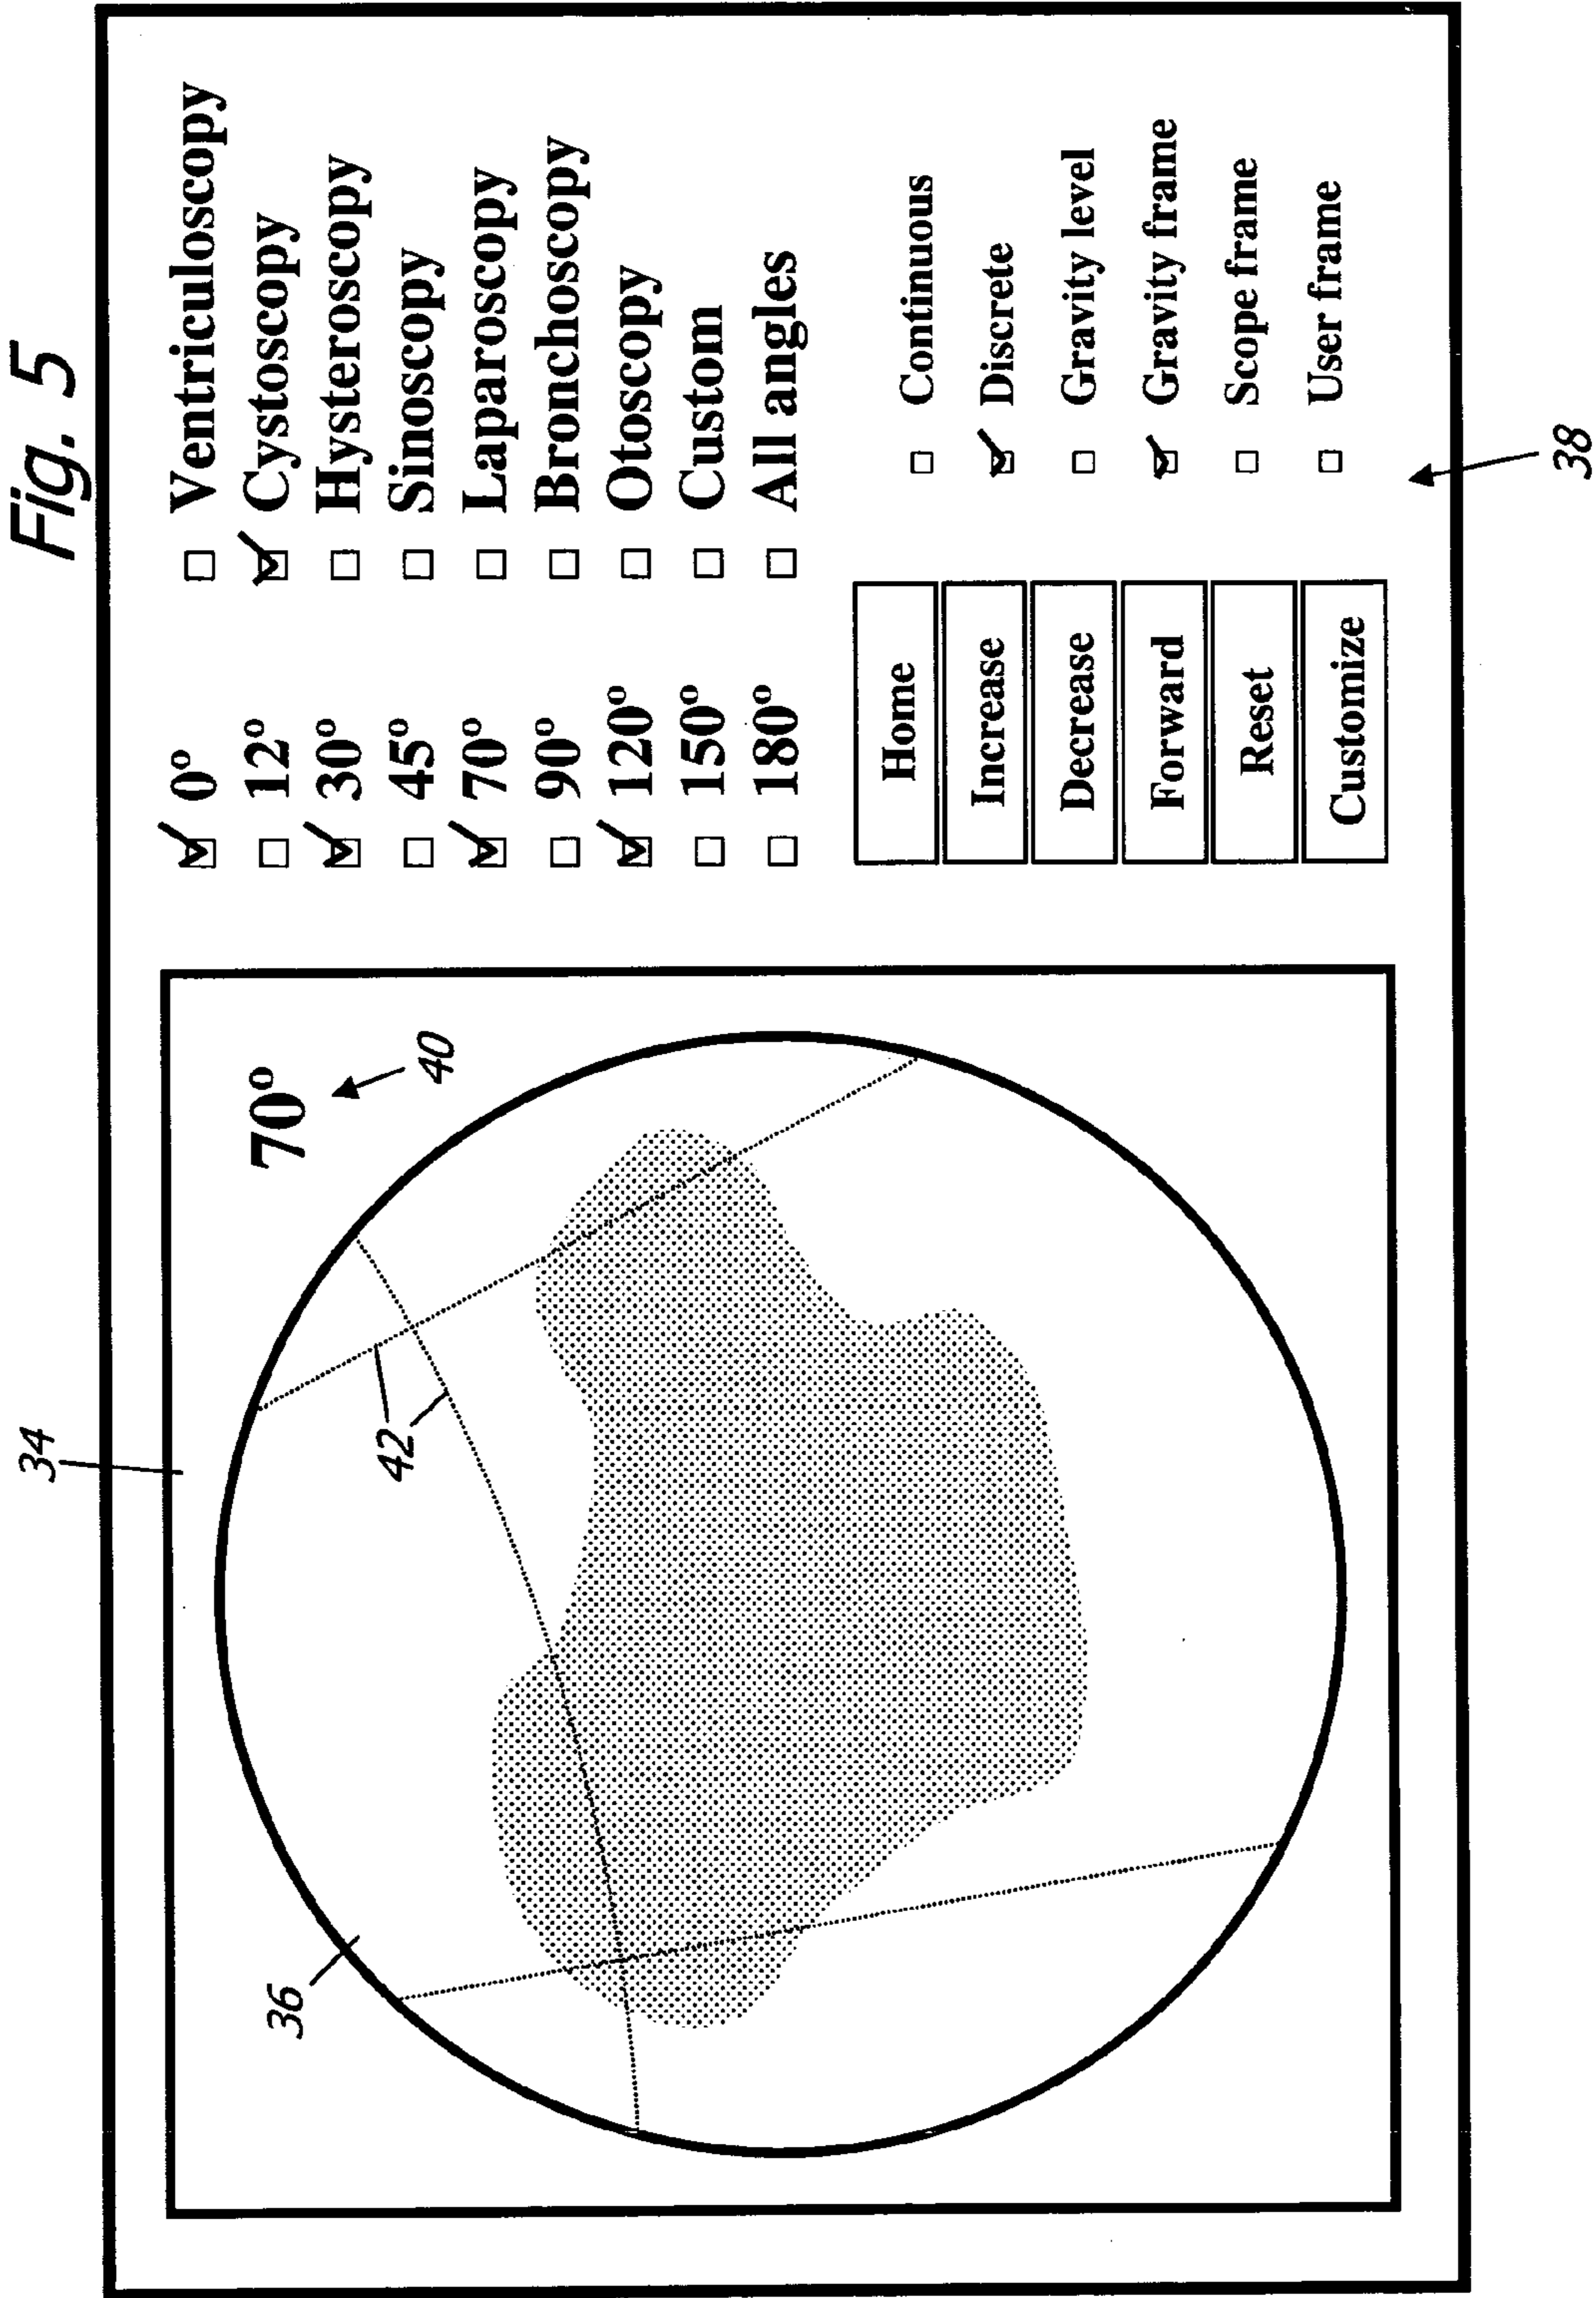 Fig. 5
34
36
42
70°
40
0°
12°
30°
45°
70°
90°
120°
150°
180°
Ventriculoscopy
Cystoscopy
Hysteroscopy
Sinoscopy
Laparoscopy
Bronchoscopy
Otoscopy
Custom
All angles
Home
Increase
Decrease
Forward
Reset
Customize
Continuous
Discrete
Gravity level
Gravity frame
Scope frame
User frame
38